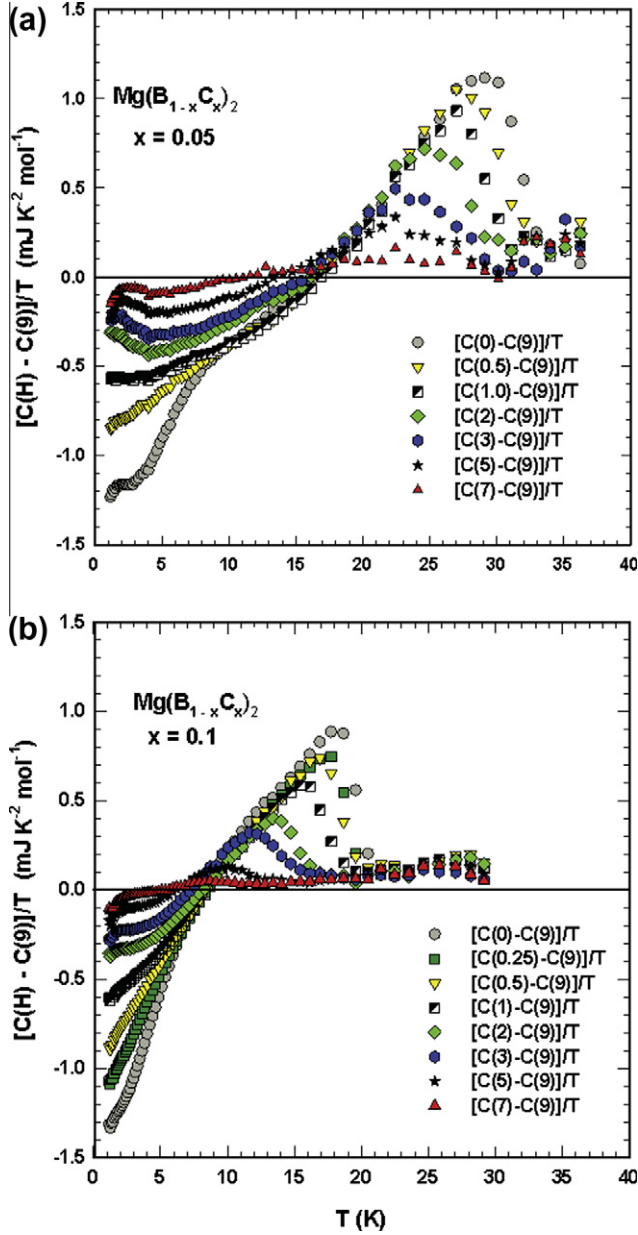 (a)
1.5
1.0
0.5
0.0
-0.5
-1.0
-1.5
[C(H) - C(9)]/T (mJ K⁻² mol⁻¹)
Mg(B₁₋ₓCₓ)₂
x = 0.05
[C(0)-C(9)]/T
[C(0.5)-C(9)]/T
[C(1.0)-C(9)]/T
[C(2)-C(9)]/T
[C(3)-C(9)]/T
[C(5)-C(9)]/T
[C(7)-C(9)]/T
0 5 10 15 20 25 30 35 40
(b)
1.5
1.0
0.5
0.0
-0.5
-1.0
-1.5
[C(H) - C(9)]/T (mJ K⁻² mol⁻¹)
Mg(B₁₋ₓCₓ)₂
x = 0.1
[C(0)-C(9)]/T
[C(0.25)-C(9)]/T
[C(0.5)-C(9)]/T
[C(1)-C(9)]/T
[C(2)-C(9)]/T
[C(3)-C(9)]/T
[C(5)-C(9)]/T
[C(7)-C(9)]/T
0 5 10 15 20 25 30 35 40
T (K)